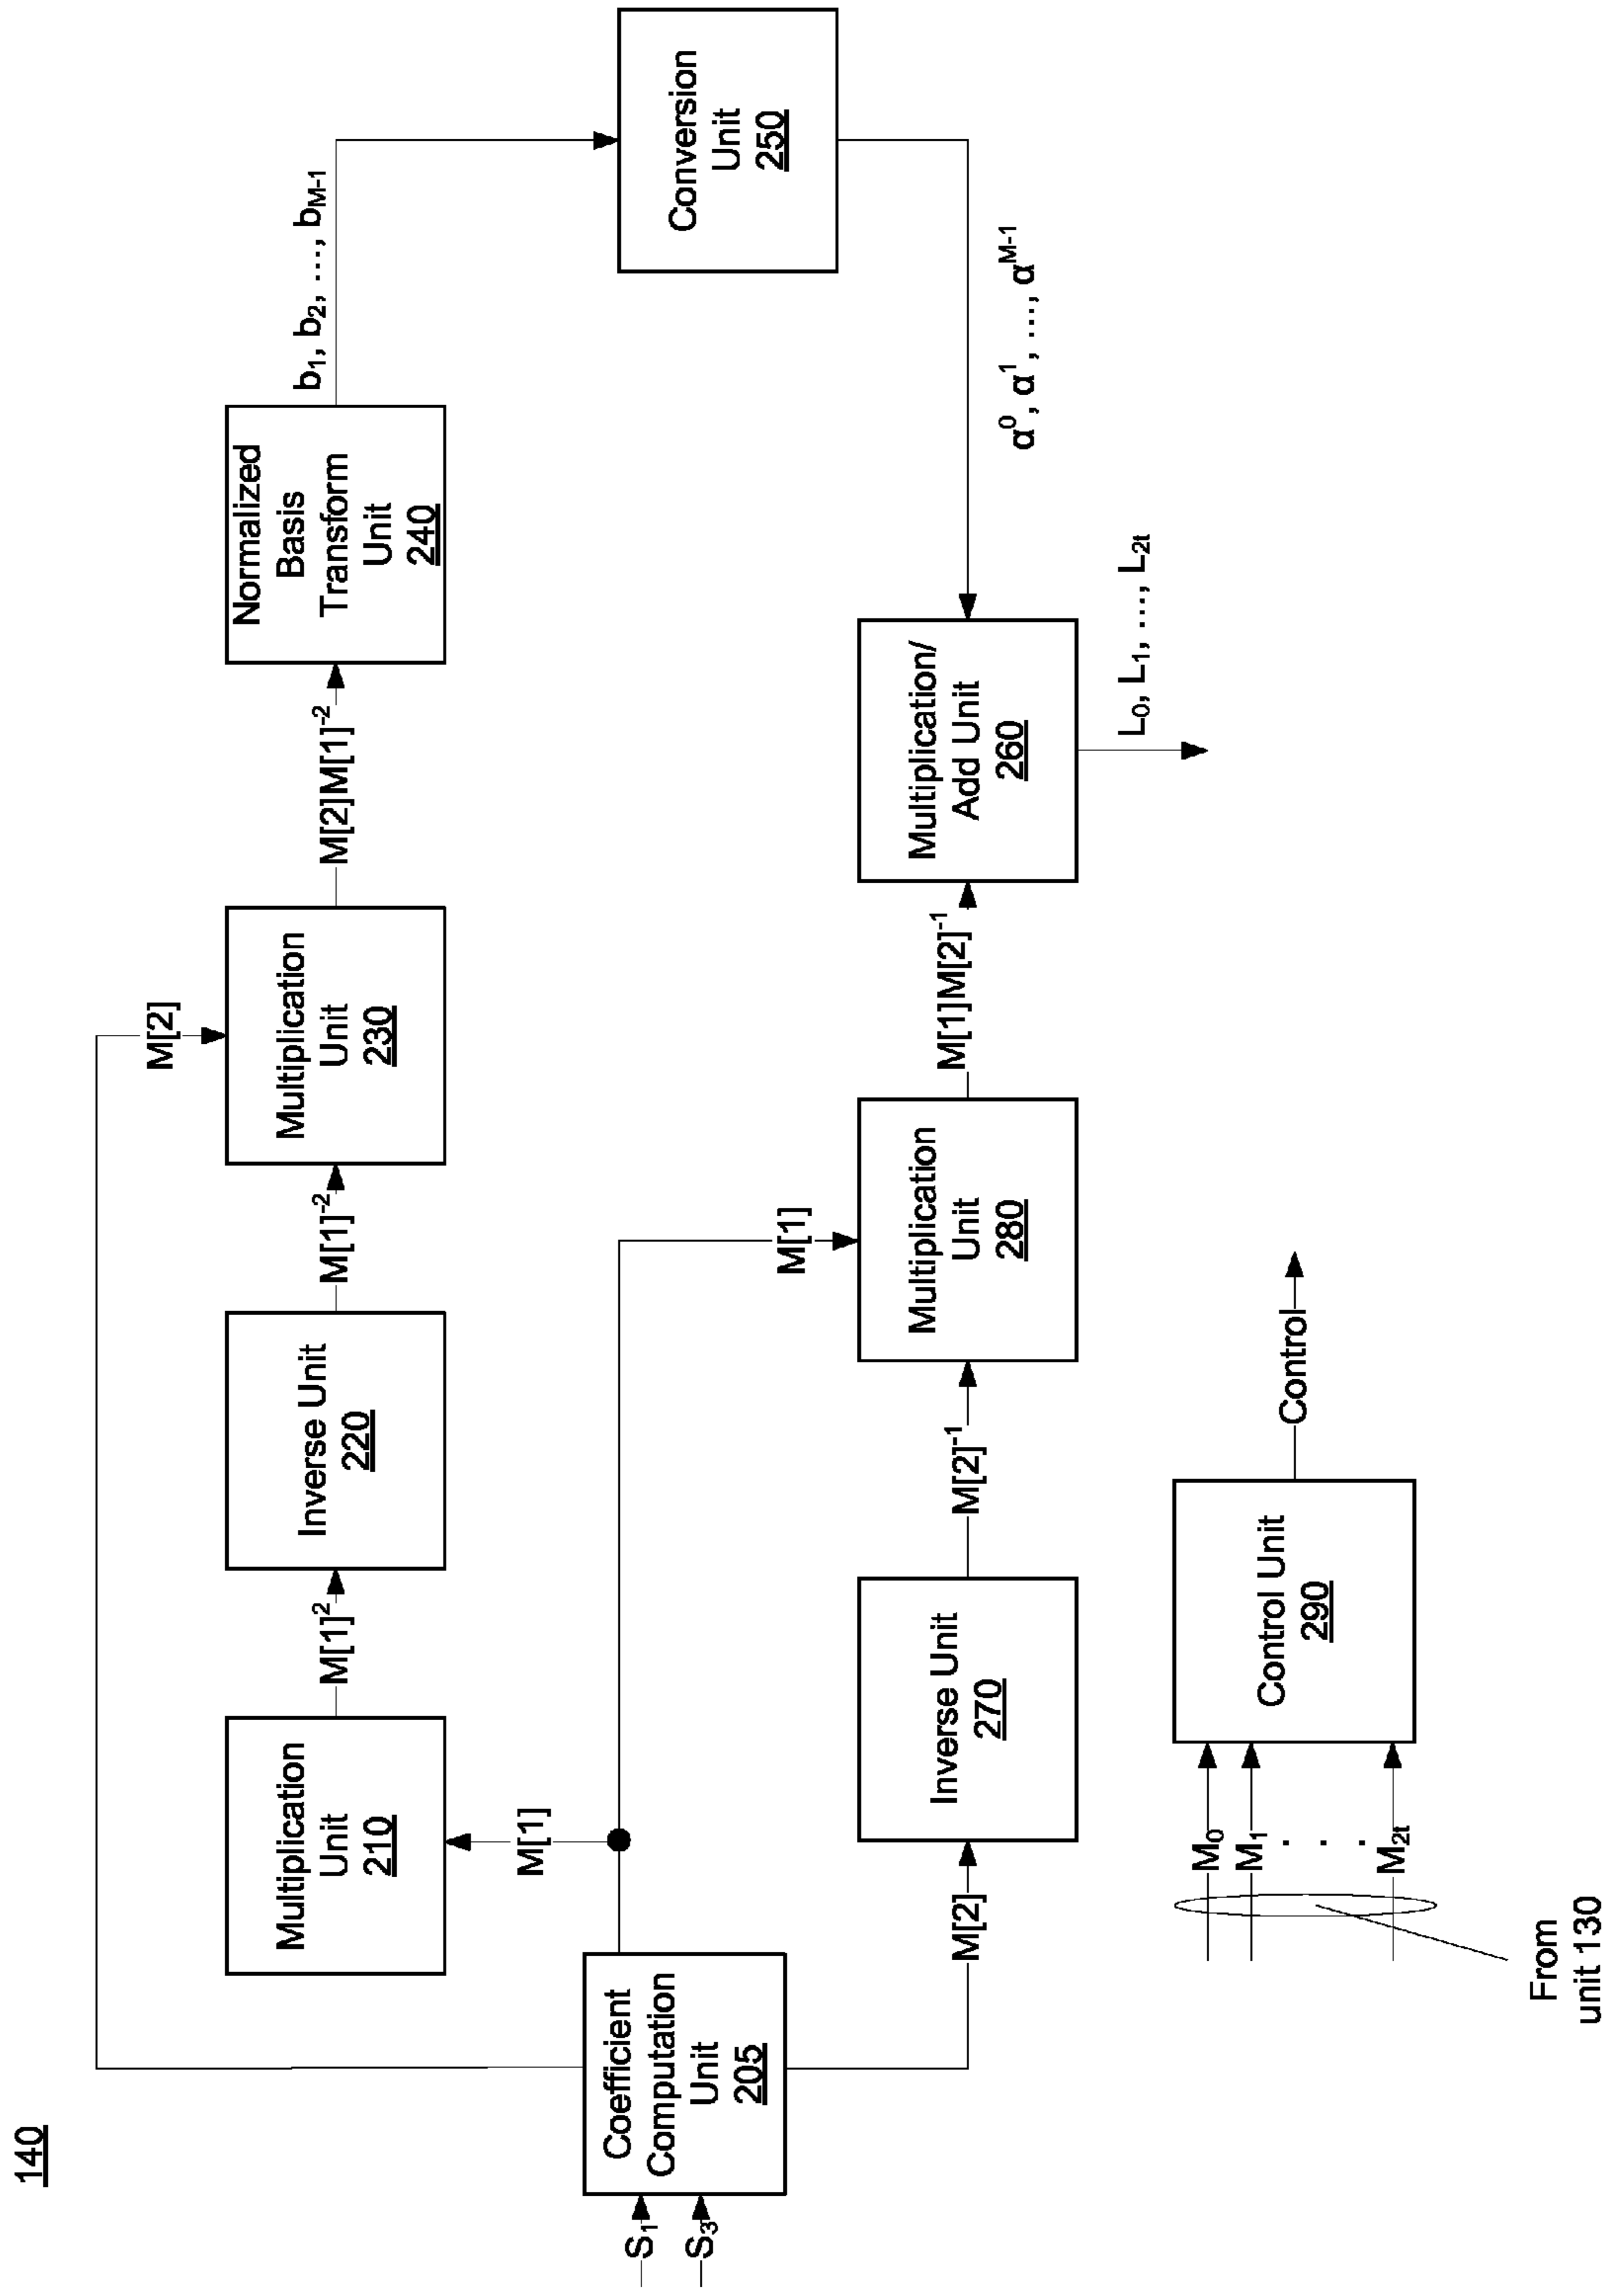 140
S₁
S₃
Coefficient
Computation
Unit
205
M[2]
M[1]
M[2]
M[1]
Multiplication
Unit
210
M[1]²
Inverse Unit
220
M[1]⁻²
Multiplication
Unit
230
M[2]M[1]⁻²
Normalized
Basis
Transform
Unit
240
b₁, b₂, ..., b_M-1
Conversion
Unit
250
α⁰, α¹, ..., α^M-1
Inverse Unit
270
M[2]⁻¹
Multiplication
Unit
280
M[1]M[2]⁻¹
Multiplication/
Add Unit
260
L₀, L₁, ..., L₂ₜ
M₀
M₁
. . .
M₂ₜ
From
unit 130
Control Unit
290
Control